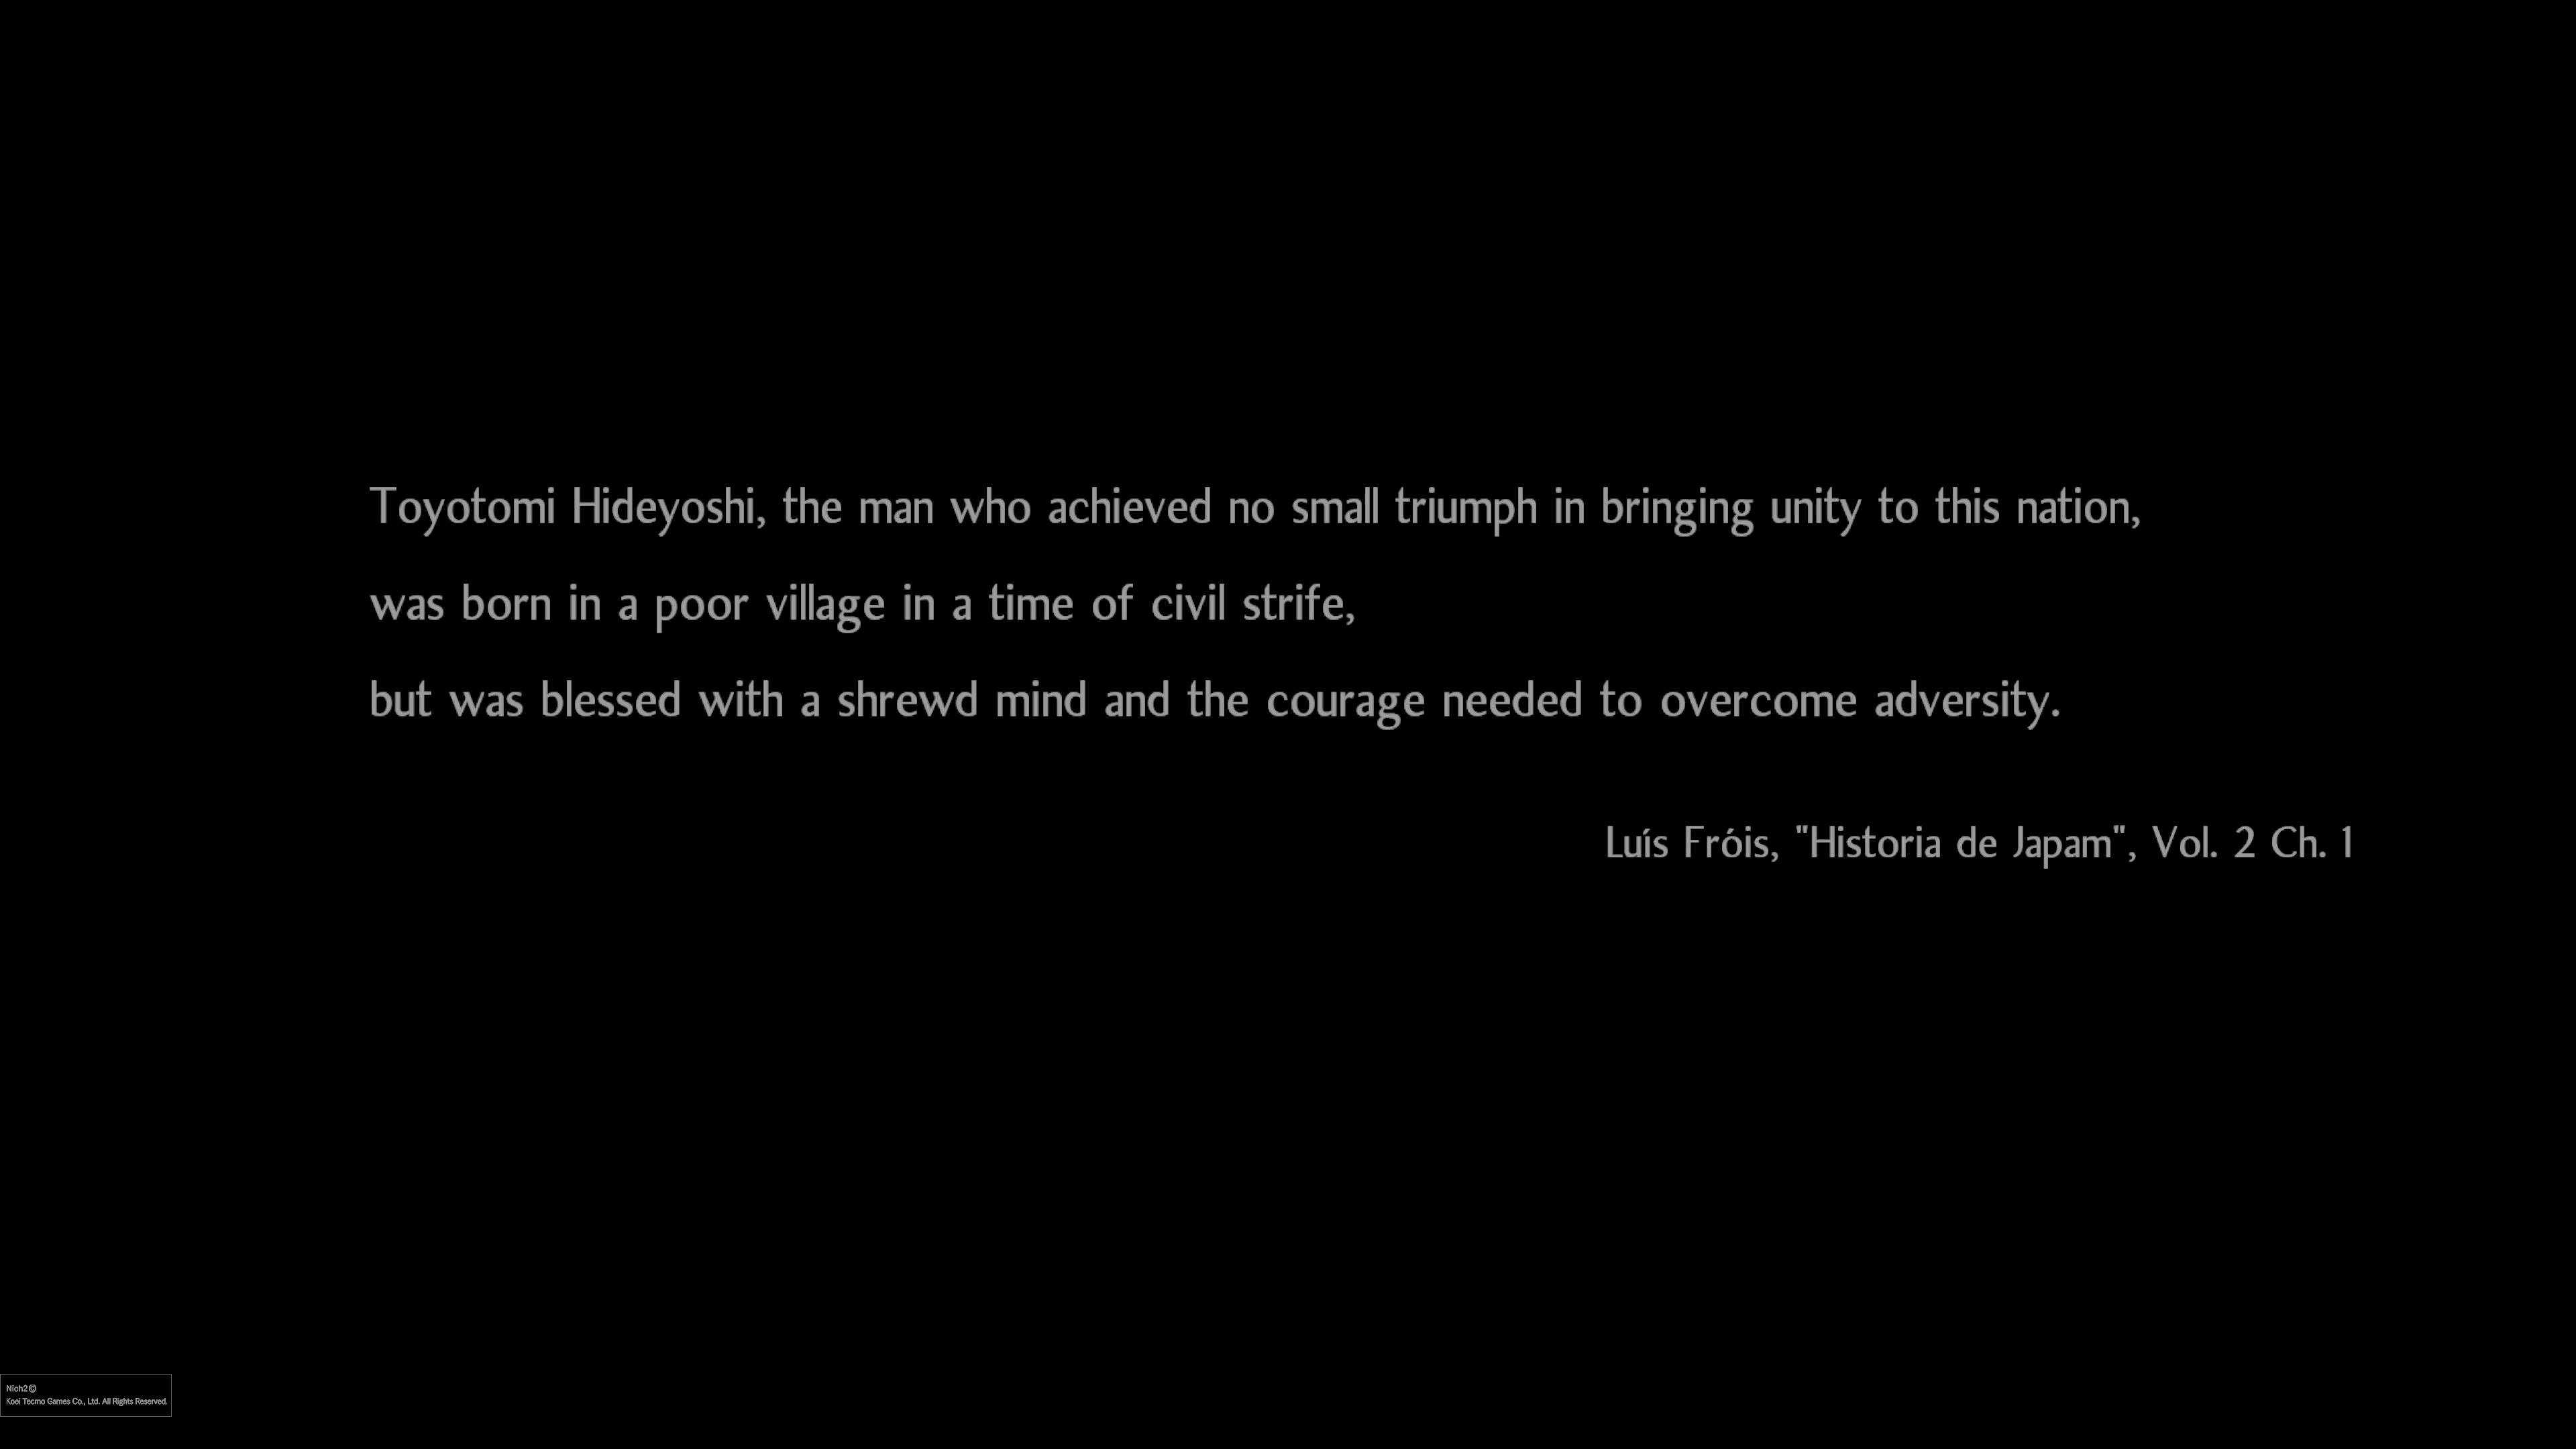 Toyotomi Hideyoshi, the man who achieved no small triumph in bringing unity to this nation,
was born in a poor village in a time of civil strife,
but was blessed with a shrewd mind and the courage needed to overcome adversity.
Luís Fróis, "Historia de Japam", Vol. 2 Ch. 1
Nioh2©
Koei Tecmo Games Co., Ltd. All Rights Reserved.